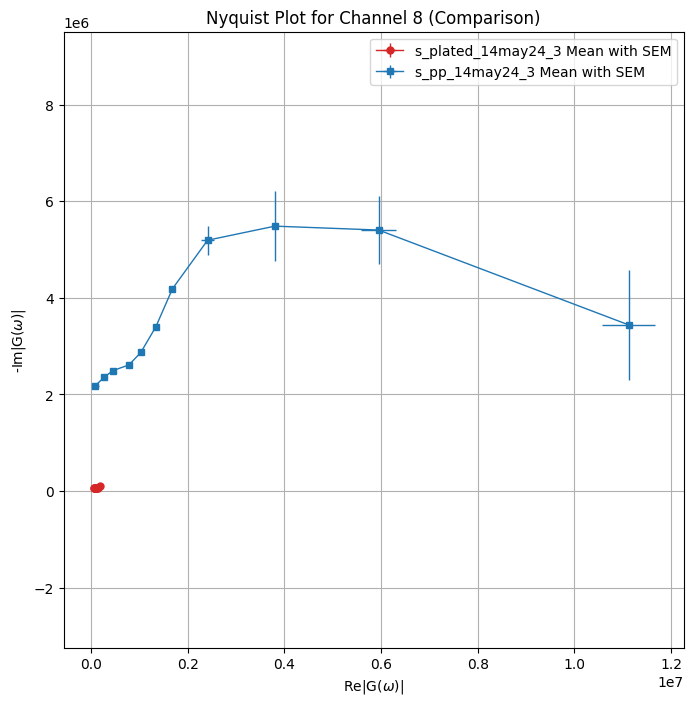 Nyquist Plot for Channel 8 (Comparison)
1e6
s_plated_14may24_3 Mean with SEM
s_pp_14may24_3 Mean with SEM
8
6
4
2
0
−2
-Im|G(ω)|
0.0 0.2 0.4 0.6 0.8 1.0 1.2
1e7
Re|G(ω)|